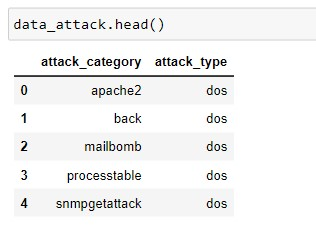 data_attack.head()
attack_category attack_type
0 apache2 dos
1 back dos
2 mailbomb dos
3 processtable dos
4 snmpgetattack dos